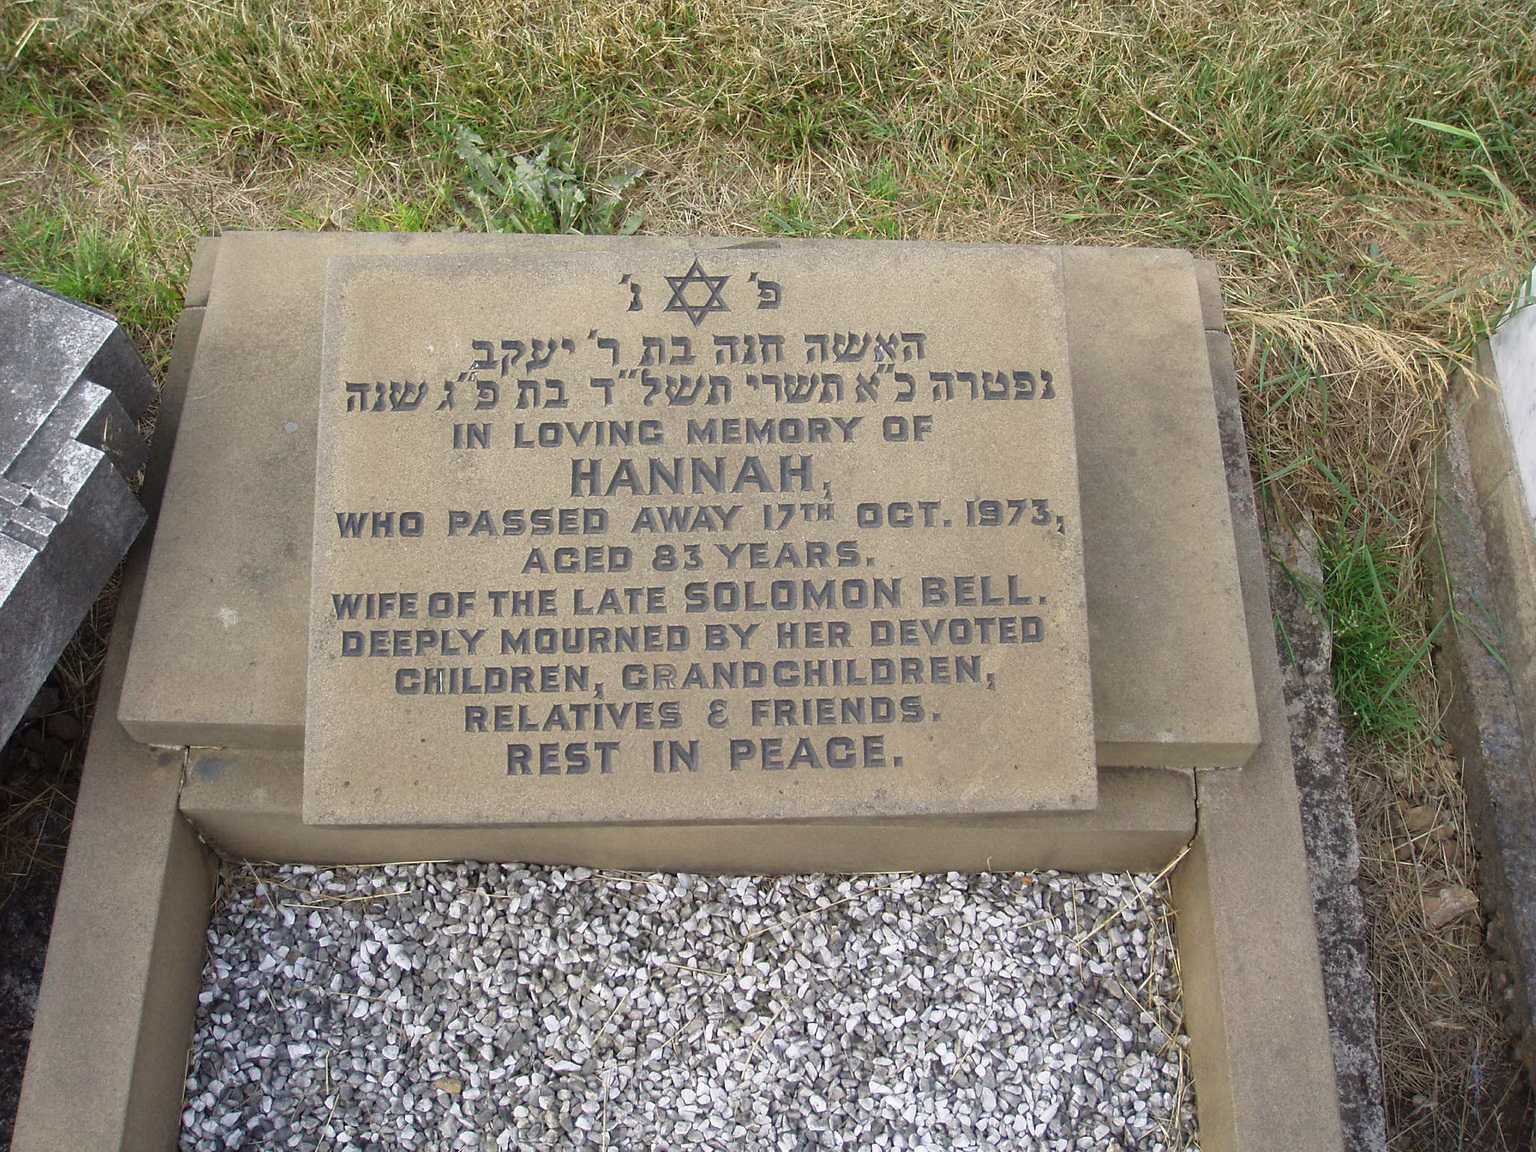 פ׳ נ׳
האשה חנה בת ר׳ יעקב
נפטרה כ״א תשרי תשל״ד בת פ״ג שנה
IN LOVING MEMORY OF
HANNAH,
WHO PASSED AWAY 17TH OCT. 1973,
AGED 83 YEARS.
WIFE OF THE LATE SOLOMON BELL.
DEEPLY MOURNED BY HER DEVOTED
CHILDREN, GRANDCHILDREN,
RELATIVES & FRIENDS.
REST IN PEACE.